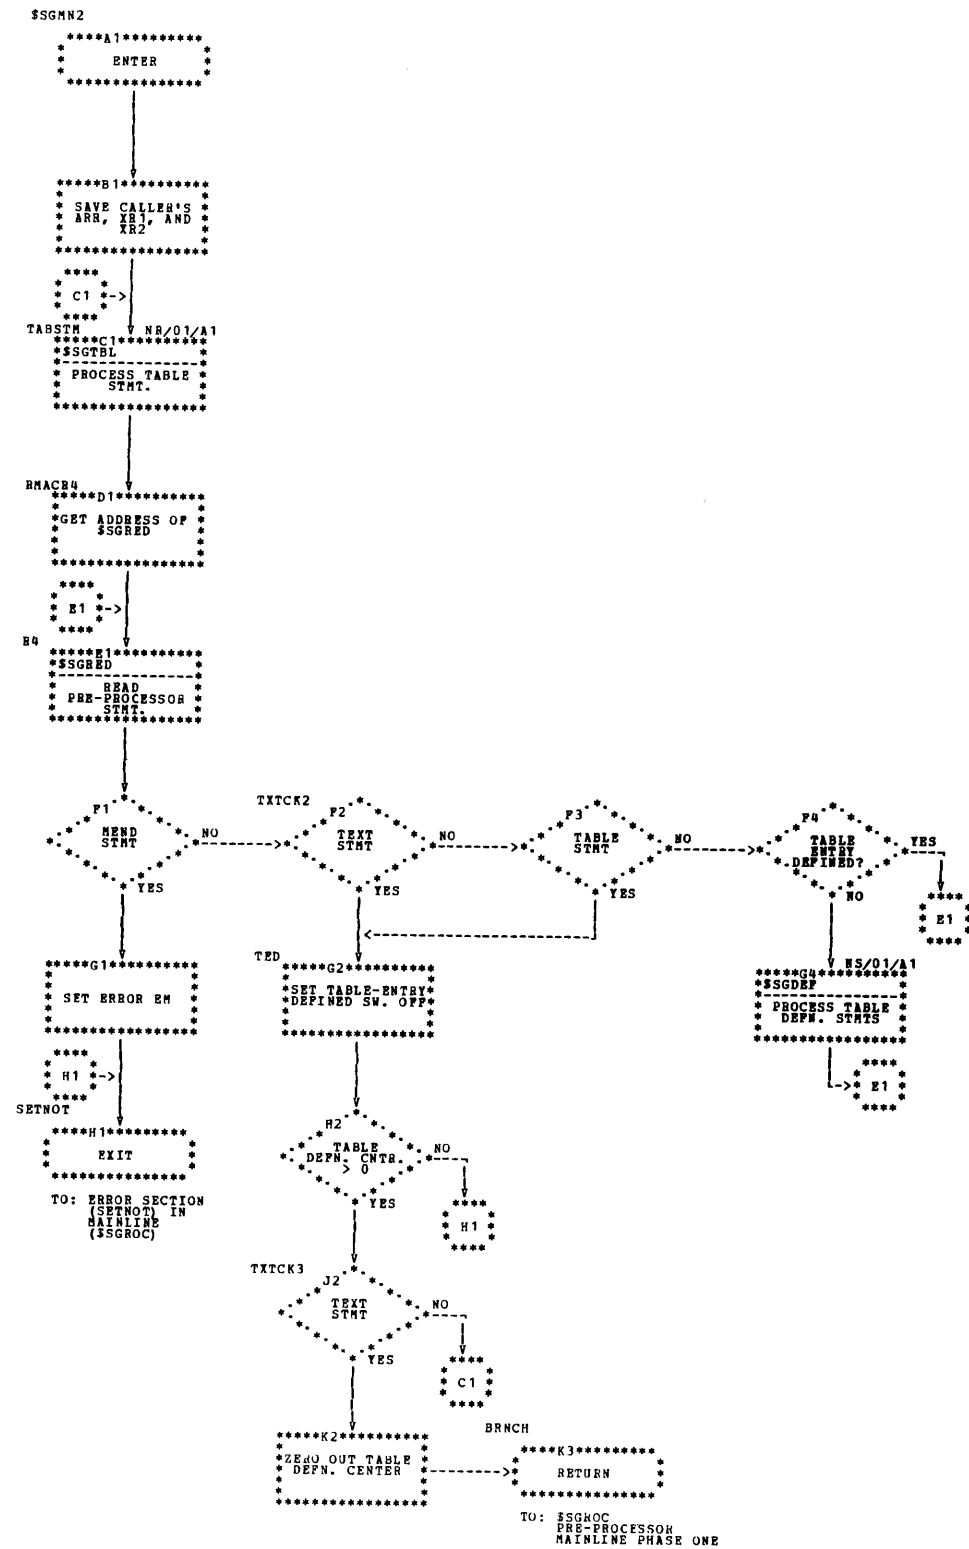 $SGMN2
A1
ENTER
B1
SAVE CALLER'S
ARR, XR1, AND
XR2
C1
TABSTM
NR/01/A1
C1
$SGTBL
PROCESS TABLE
STMT.
RMACR4
D1
GET ADDRESS OF
$SGRED
E1
R4
E1
$SGRED
READ
PRE-PROCESSOR
STMT.
F1
MEND
STMT
NO
YES
TXTCK2
F2
TEXT
STMT
NO
YES
F3
TABLE
STMT
NO
YES
F4
TABLE
ENTRY
DEFINED?
YES
NO
E1
G1
SET ERROR EM
TED
G2
SET TABLE-ENTRY
DEFINED SW. OFF
NS/01/A1
G4
$SGDEF
PROCESS TABLE
DEFN. STMTS
H1
E1
SETNOT
H1
EXIT
TO: ERROR SECTION
(SETNOT) IN
MAINLINE
($SGROC)
H2
TABLE
DEFN. CNTR.
> 0
NO
YES
H1
TXTCK3
J2
TEXT
STMT
NO
YES
C1
K2
ZERO OUT TABLE
DEFN. CENTER
BRNCH
K3
RETURN
TO: $SGROC
PRE-PROCESSOR
MAINLINE PHASE ONE